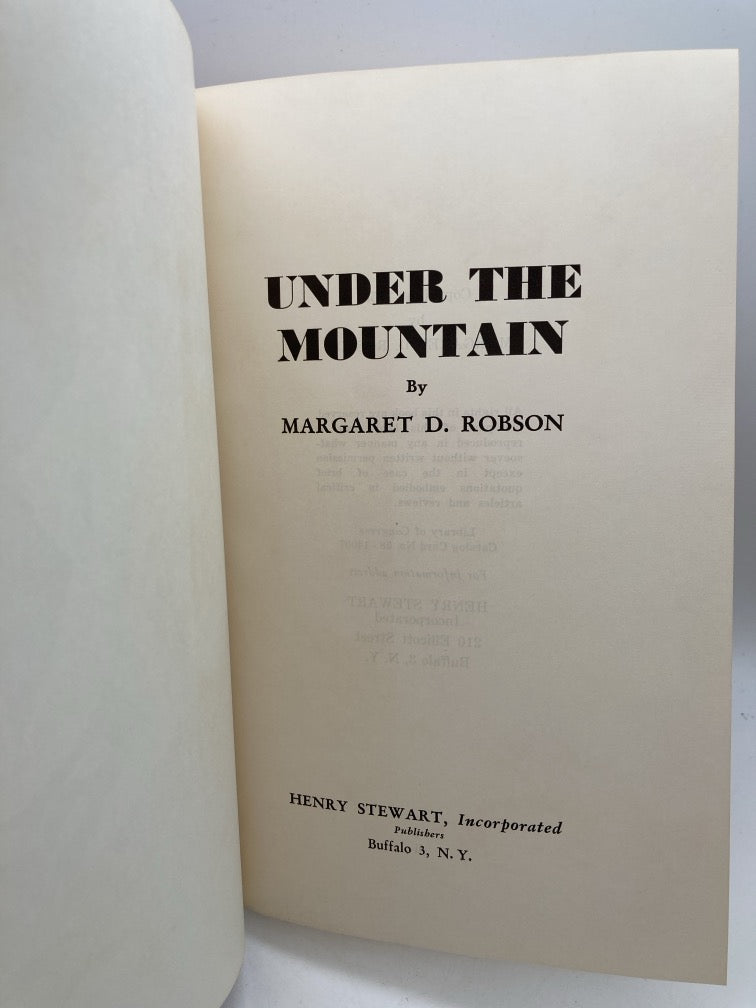 UNDER THE
MOUNTAIN
By
MARGARET D. ROBSON
HENRY STEWART, Incorporated
Publishers
Buffalo 3, N. Y.